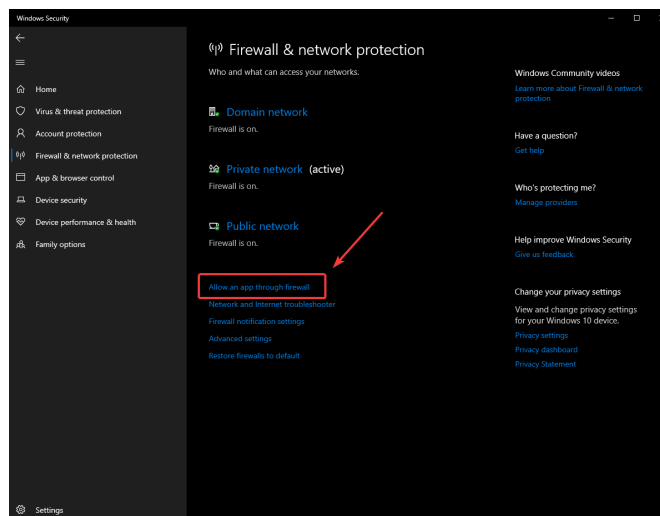 Windows Security
Home
Virus & threat protection
Account protection
Firewall & network protection
App & browser control
Device security
Device performance & health
Family options
Settings
Firewall & network protection
Who and what can access your networks.
Domain network
Firewall is on.
Private network (active)
Firewall is on.
Public network
Firewall is on.
Allow an app through firewall
Network and Internet troubleshooter
Firewall notification settings
Advanced settings
Restore firewalls to default
Windows Community videos
Learn more about Firewall & network
protection
Have a question?
Get help
Who's protecting me?
Manage providers
Help improve Windows Security
Give us feedback
Change your privacy settings
View and change privacy settings
for your Windows 10 device.
Privacy settings
Privacy dashboard
Privacy Statement